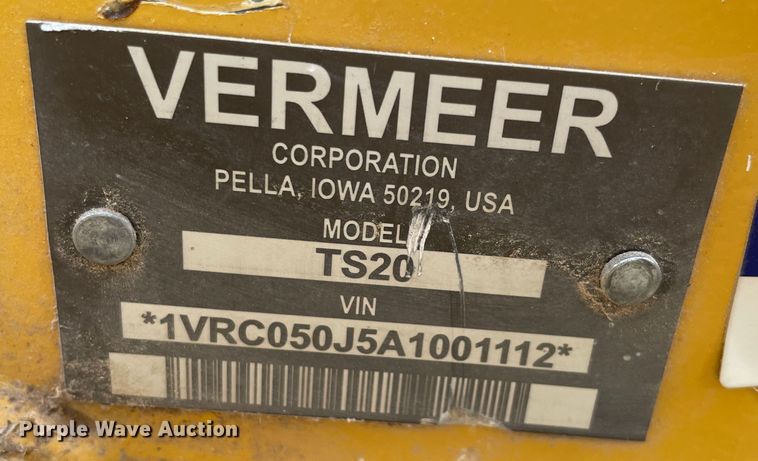 VERMEER
CORPORATION
PELLA, IOWA 50219, USA
MODEL
TS20
VIN
*1VRC050J5A1001112*
Purple Wave Auction